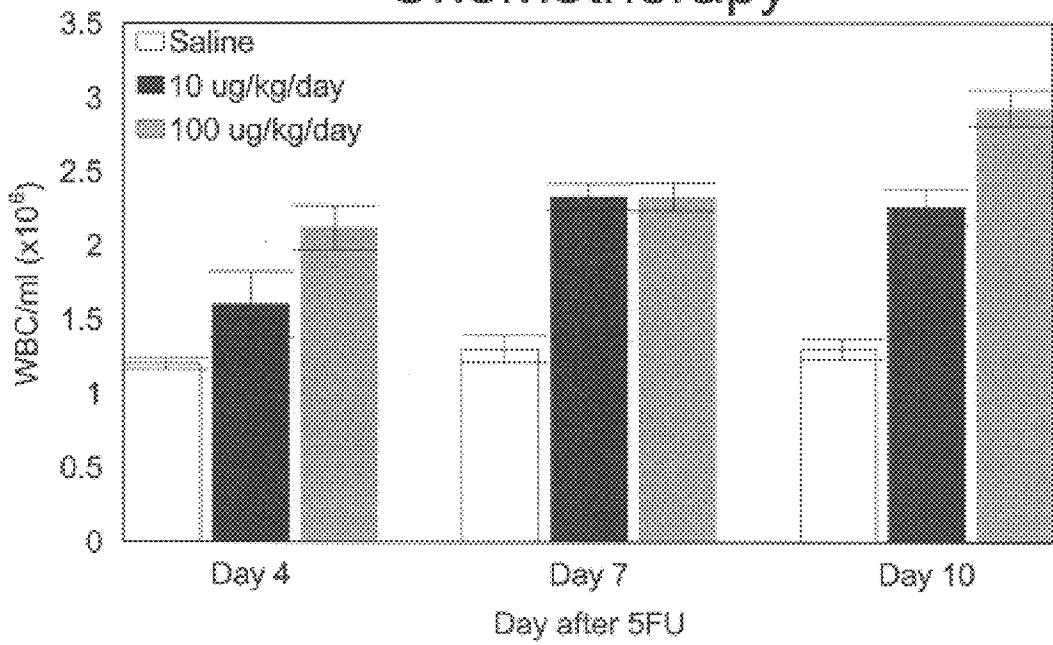 Chemotherapy
3.5
3
2.5
2
1.5
1
0.5
0
WBC/ml (x10⁶)
Saline
10 ug/kg/day
100 ug/kg/day
Day 4
Day 7
Day 10
Day after 5FU